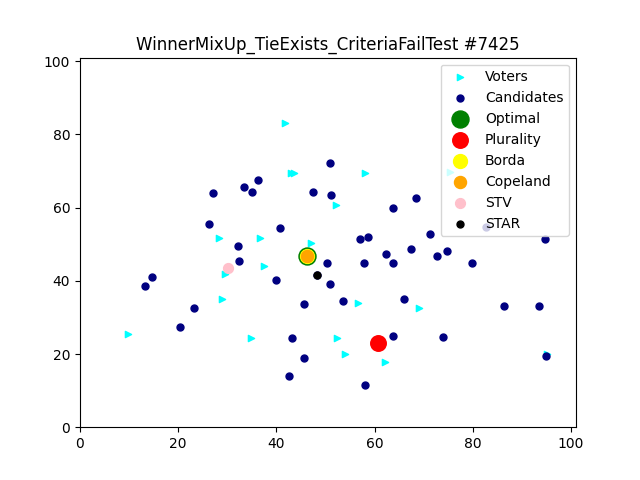 WinnerMixUp_TieExists_CriteriaFailTest #7425
100
80
60
40
20
0
0
20
40
60
80
100
Voters
Candidates
Optimal
Plurality
Borda
Copeland
STV
STAR